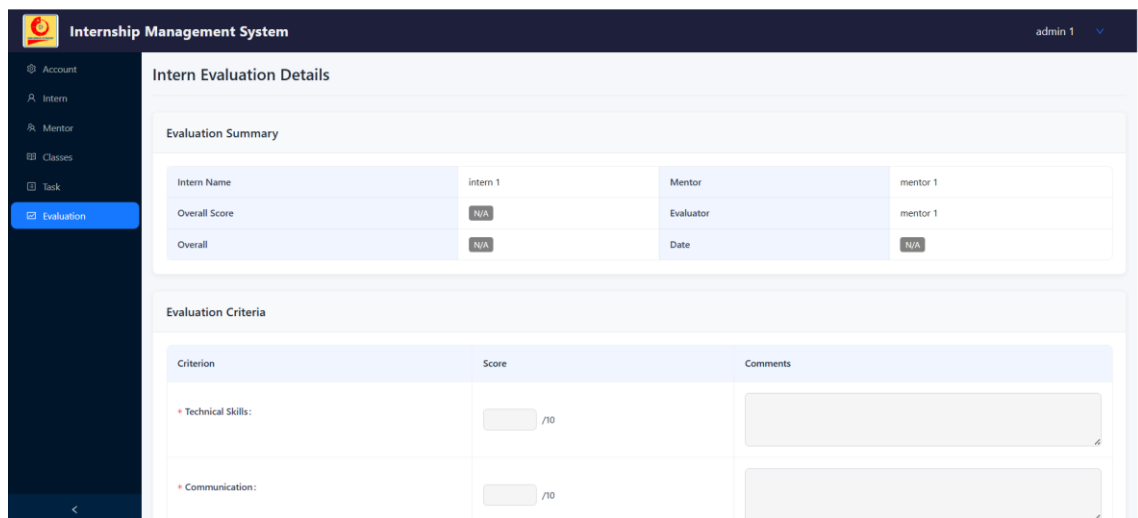 Internship Management System
admin 1
Account
Intern
Mentor
Classes
Task
Evaluation
Intern Evaluation Details
Evaluation Summary
Intern Name intern 1 Mentor mentor 1
Overall Score N/A Evaluator mentor 1
Overall N/A Date N/A
Evaluation Criteria
Criterion Score Comments
* Technical Skills: /10
* Communication: /10